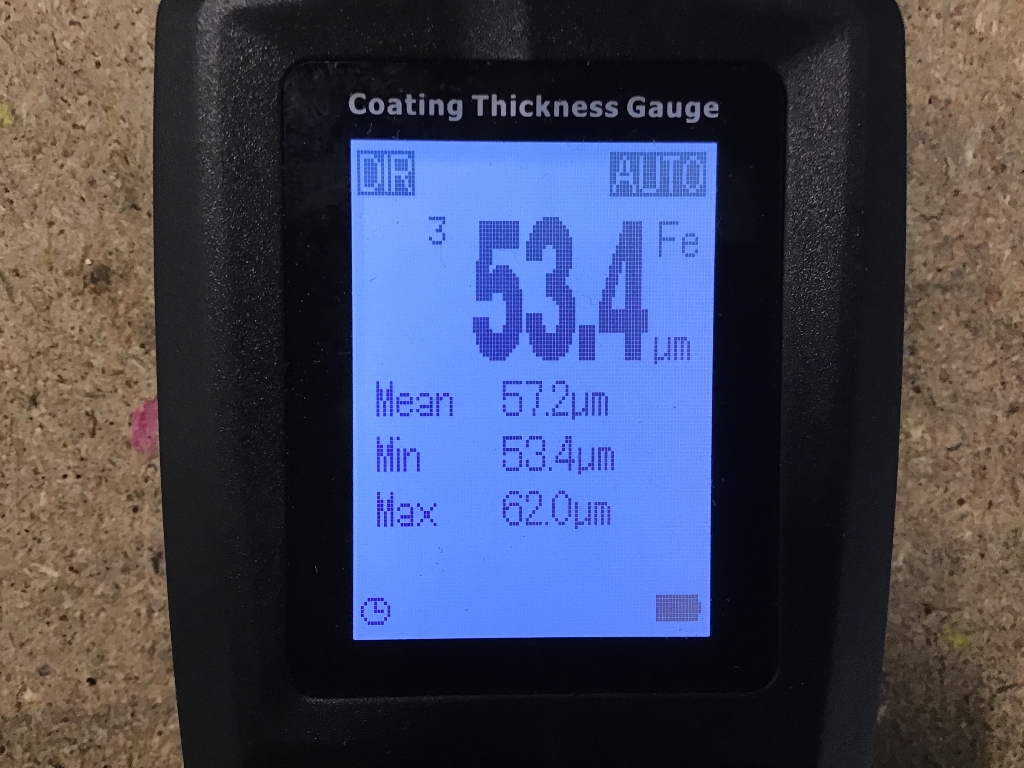 Coating Thickness Gauge
DIR AUTO
3 53.4 Fe
µm
Mean 57.2µm
Min 53.4µm
Max 62.0µm